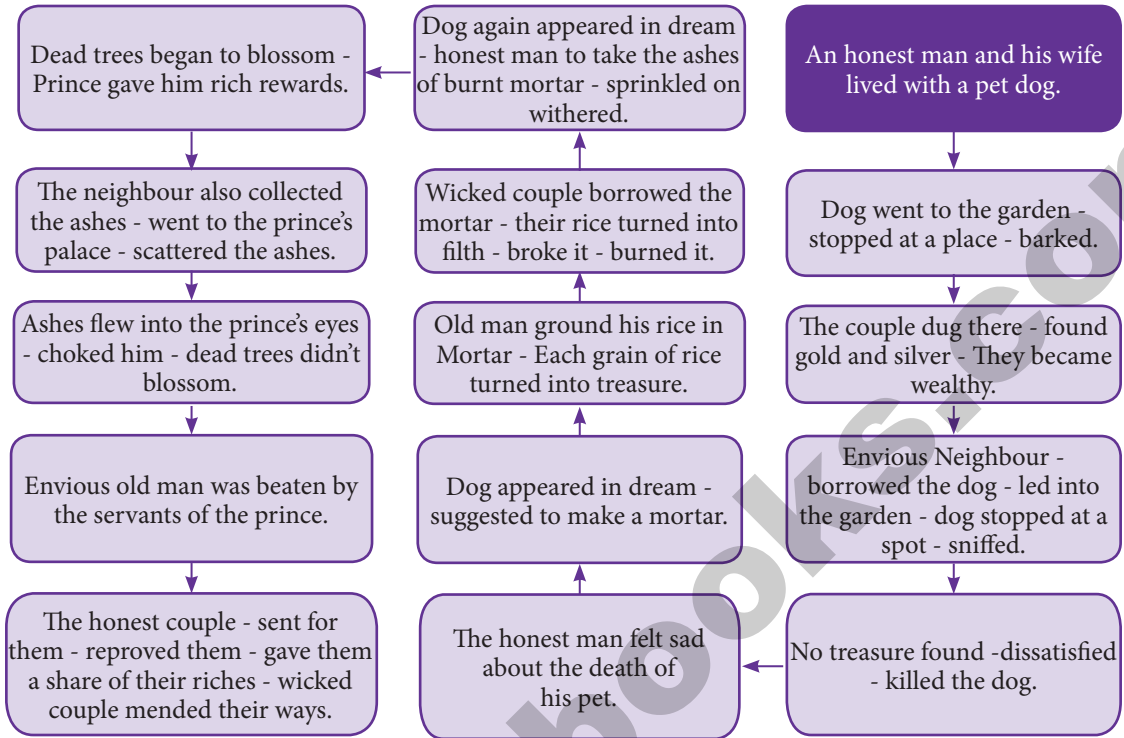 An honest man and his wife
lived with a pet dog.
Dog went to the garden -
stopped at a place - barked.
The couple dug there - found
gold and silver - They became
wealthy.
Envious Neighbour -
borrowed the dog - led into
the garden - dog stopped at a
spot - sniffed.
No treasure found -dissatisfied
- killed the dog.
The honest man felt sad
about the death of
his pet.
Dog appeared in dream -
suggested to make a mortar.
Old man ground his rice in
Mortar - Each grain of rice
turned into treasure.
Wicked couple borrowed the
mortar - their rice turned into
filth - broke it - burned it.
Dog again appeared in dream
- honest man to take the ashes
of burnt mortar - sprinkled on
withered.
Dead trees began to blossom -
Prince gave him rich rewards.
The neighbour also collected
the ashes - went to the prince's
palace - scattered the ashes.
Ashes flew into the prince's eyes
- choked him - dead trees didn't
blossom.
Envious old man was beaten by
the servants of the prince.
The honest couple - sent for
them - reproved them - gave them
a share of their riches - wicked
couple mended their ways.
books.co